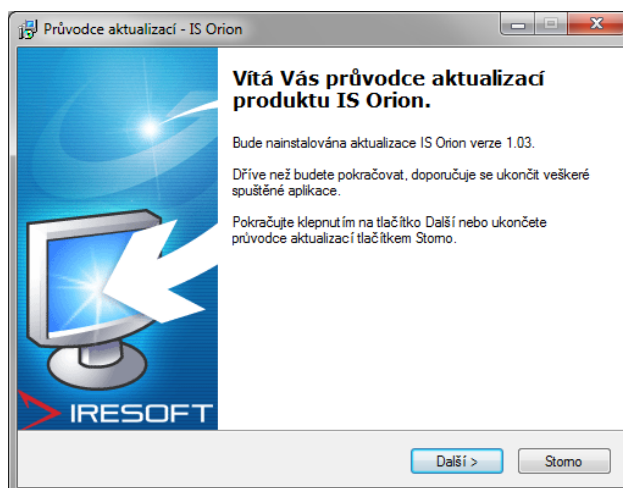 Průvodce aktualizací - IS Orion
Vítá Vás průvodce aktualizací
produktu IS Orion.
Bude nainstalována aktualizace IS Orion verze 1.03.
Dříve než budete pokračovat, doporučuje se ukončit veškeré
spuštěné aplikace.
Pokračujte klepnutím na tlačítko Další nebo ukončete
průvodce aktualizací tlačítkem Storno.
IRESOFT
Další >
Storno